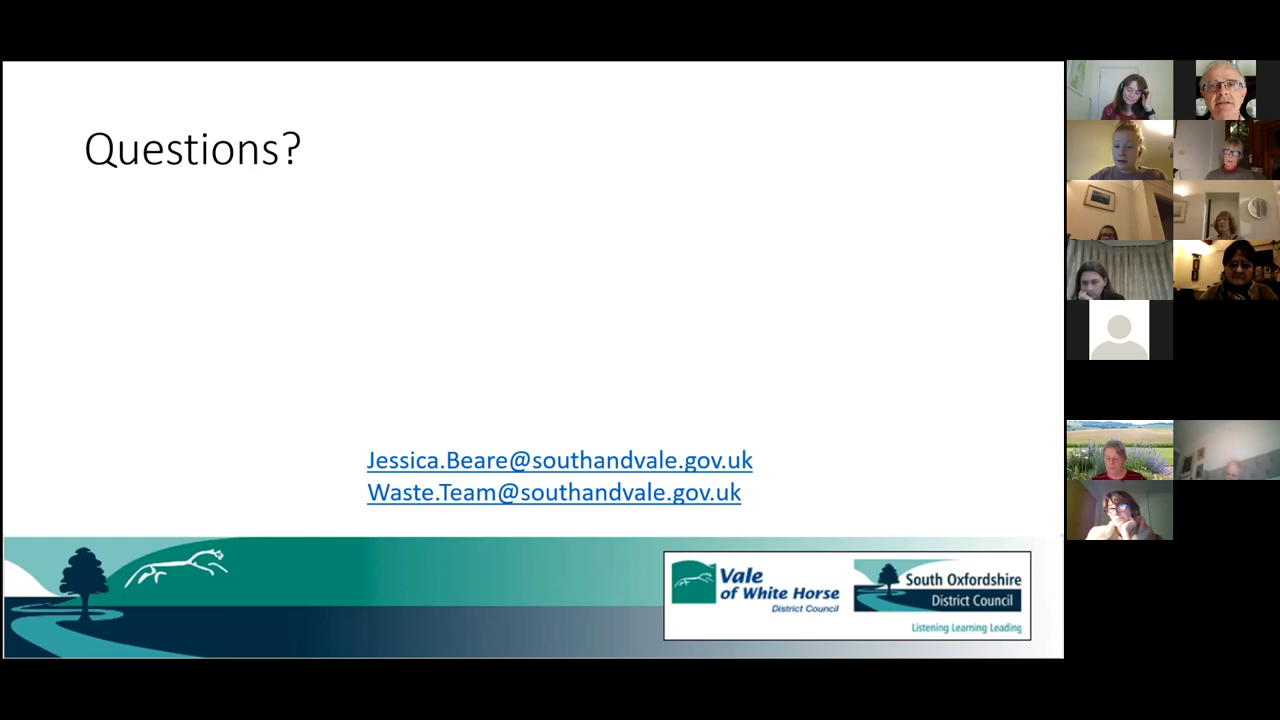 Questions?
Jessica.Beare@southandvale.gov.uk
Waste.Team@southandvale.gov.uk
Vale
of White Horse
District Council
South Oxfordshire
District Council
Listening Learning Leading